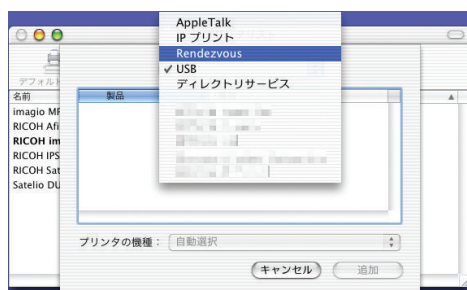 AppleTalk
IP プリント
Rendezvous
✓ USB
ディレクトリサービス
デフォルト
名前
製品
imagio MF
RICOH Afi
RICOH im
RICOH IPS
RICOH Sat
Satelio DU
プリンタの機種：
自動選択
キャンセル
追加